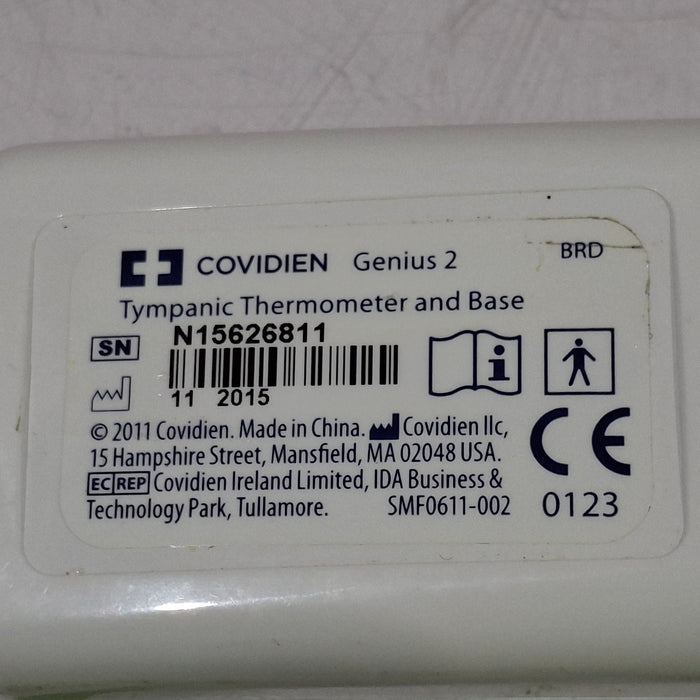 COVIDIEN Genius 2 BRD
Tympanic Thermometer and Base
SN N15626811
11 2015
© 2011 Covidien. Made in China. Covidien llc,
15 Hampshire Street, Mansfield, MA 02048 USA.
EC REP Covidien Ireland Limited, IDA Business &
Technology Park, Tullamore. SMF0611-002
CE 0123